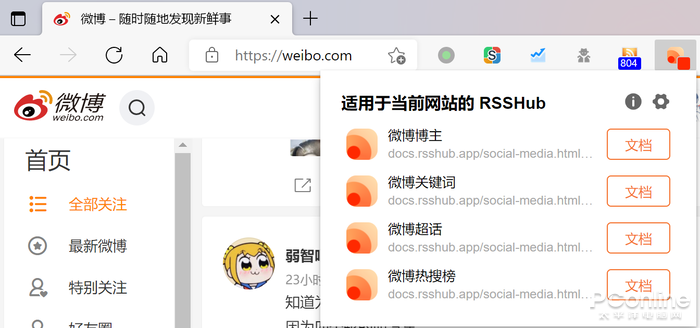 微博 – 随时随地发现新鲜事
https://weibo.com
S
804
微博
weibo.com
适用于当前网站的 RSSHub
首页
微博博主
docs.rsshub.app/social-media.html…
文档
全部关注
微博关键词
docs.rsshub.app/social-media.html…
文档
最新微博
微博超话
docs.rsshub.app/social-media.html…
文档
弱智
23小时
特别关注
微博热搜榜
docs.rsshub.app/social-media.html…
文档
知道
好友圈
因为
PConline
太平洋电脑网